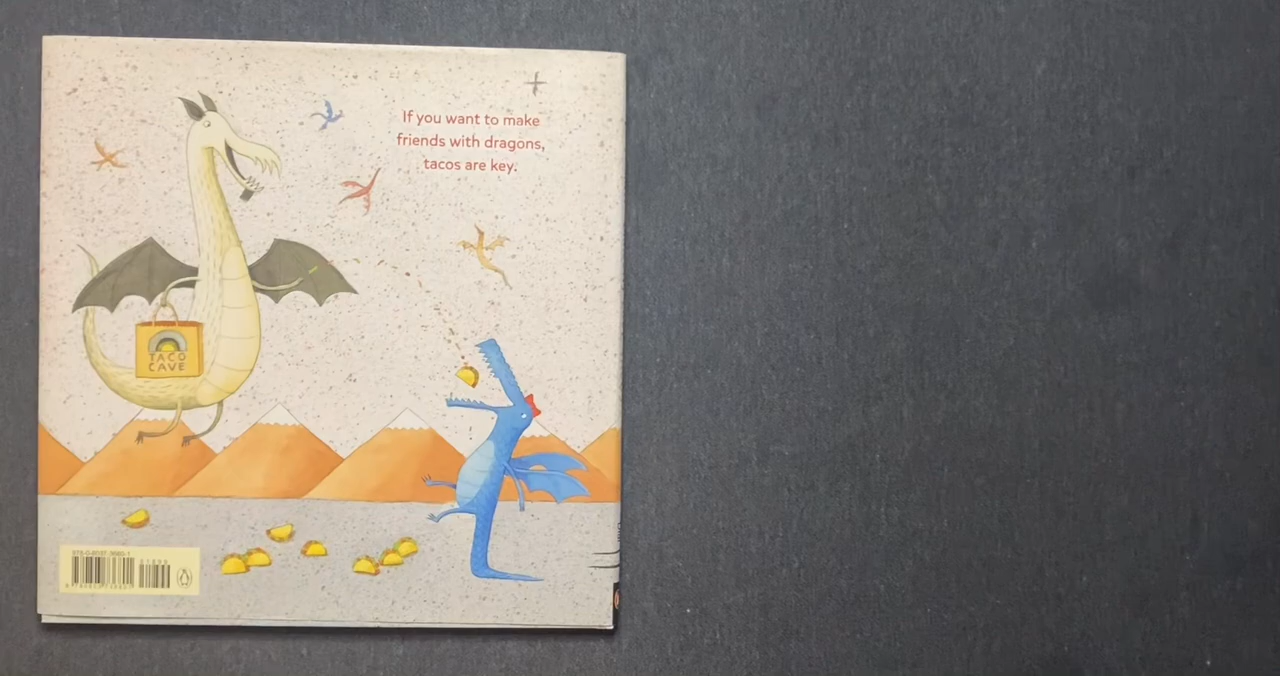 If you want to make
friends with dragons,
tacos are key.
TACO
CAVE